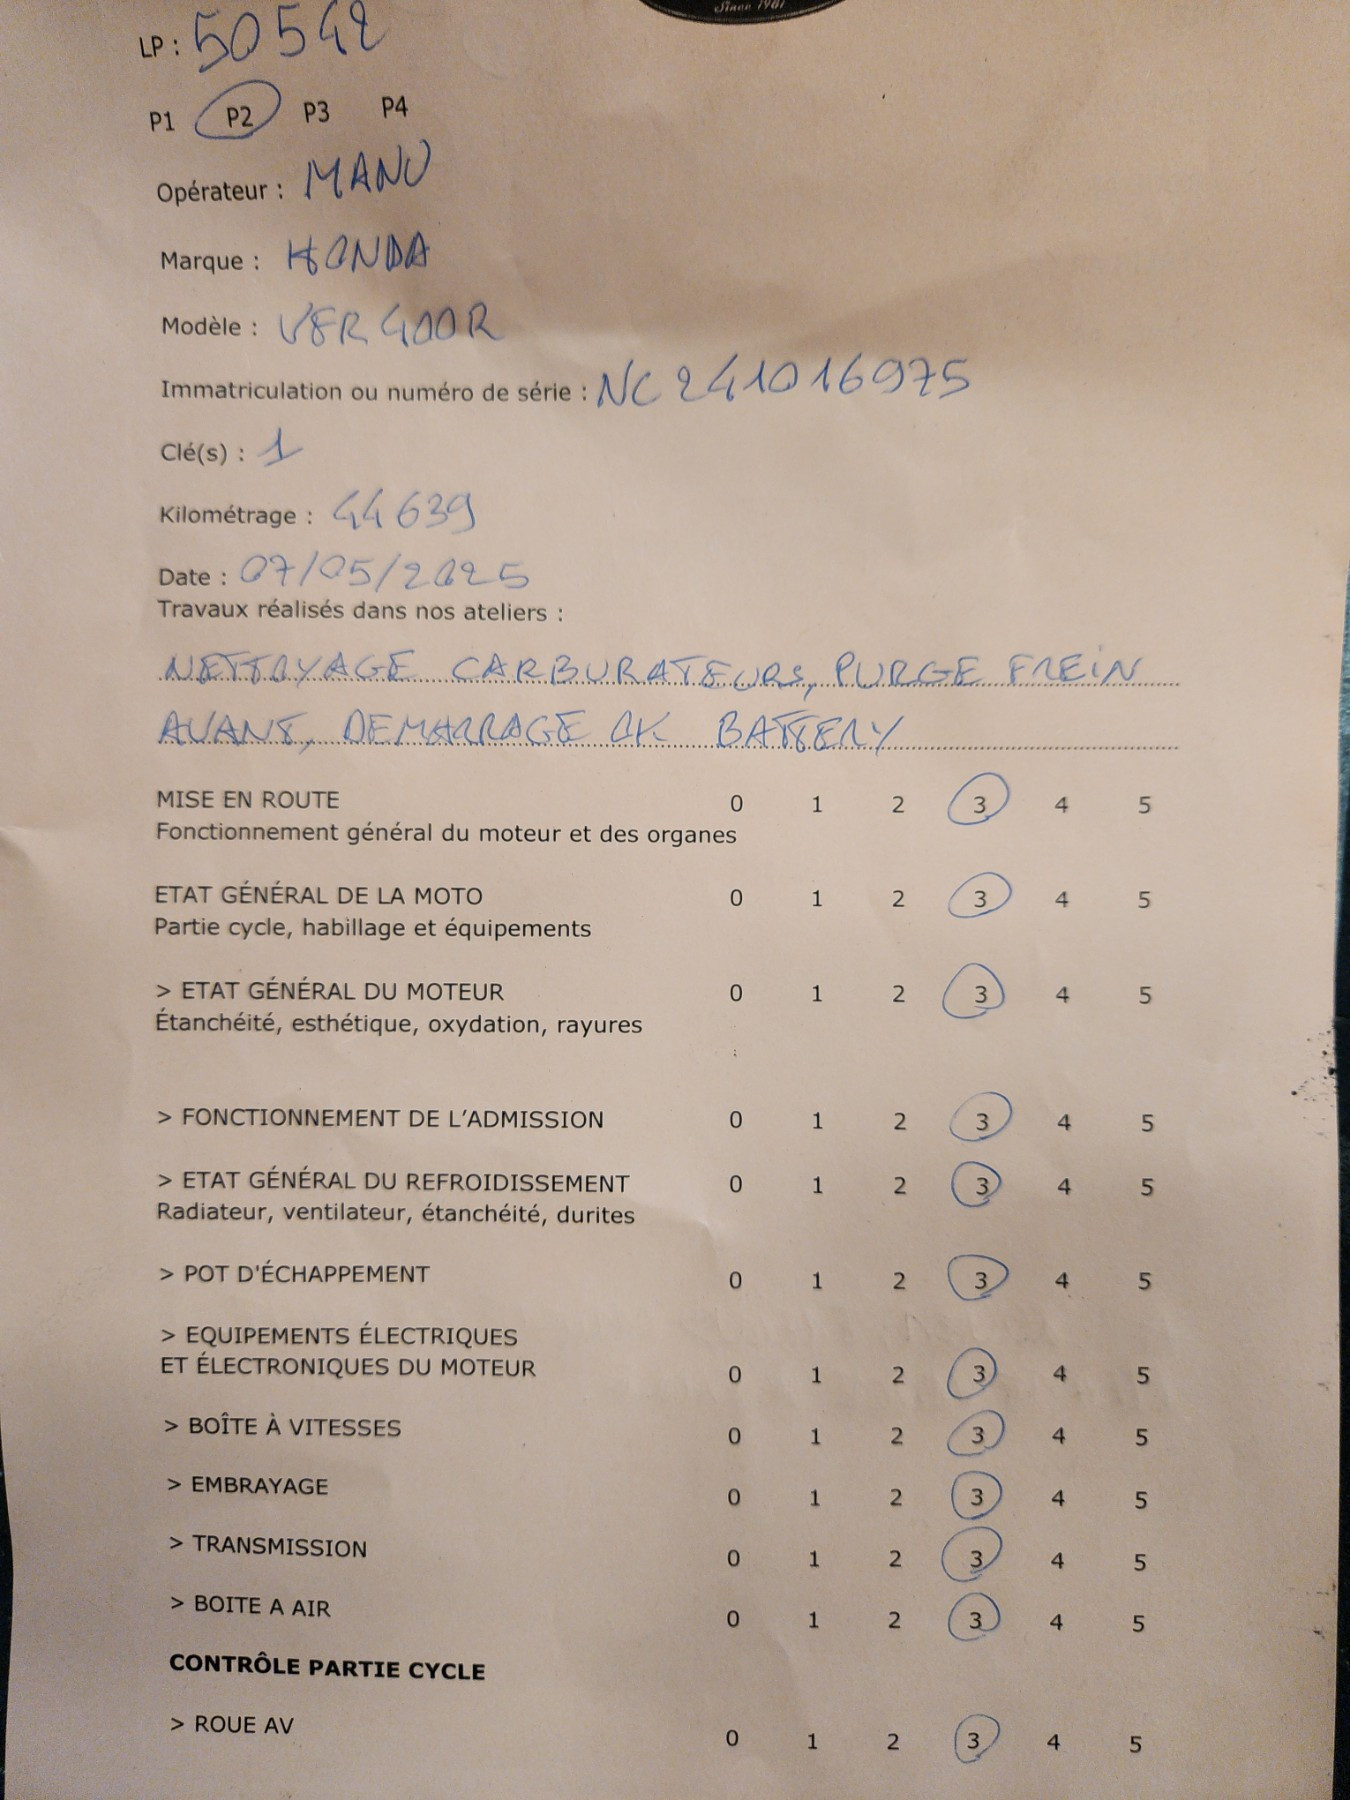 Since 1981
LP : 50542
P1 P2 P3 P4
Opérateur : MANU
Marque : HONDA
Modèle : VFR 400R
Immatriculation ou numéro de série : NC241016975
Clé(s) : 1
Kilométrage : 44639
Date : 07/05/2025
Travaux réalisés dans nos ateliers :
NETTOYAGE CARBURATEURS, PURGE FREIN
AVANT, DEMARRAGE OK BATTERY
MISE EN ROUTE 0 1 2 3 4 5
Fonctionnement général du moteur et des organes
ETAT GÉNÉRAL DE LA MOTO 0 1 2 3 4 5
Partie cycle, habillage et équipements
> ETAT GÉNÉRAL DU MOTEUR 0 1 2 3 4 5
Étanchéité, esthétique, oxydation, rayures
:
> FONCTIONNEMENT DE L’ADMISSION 0 1 2 3 4 5
> ETAT GÉNÉRAL DU REFROIDISSEMENT 0 1 2 3 4 5
Radiateur, ventilateur, étanchéité, durites
> POT D'ÉCHAPPEMENT 0 1 2 3 4 5
> EQUIPEMENTS ÉLECTRIQUES
ET ÉLECTRONIQUES DU MOTEUR 0 1 2 3 4 5
> BOÎTE À VITESSES 0 1 2 3 4 5
> EMBRAYAGE 0 1 2 3 4 5
> TRANSMISSION 0 1 2 3 4 5
> BOITE A AIR 0 1 2 3 4 5
CONTRÔLE PARTIE CYCLE
> ROUE AV 0 1 2 3 4 5